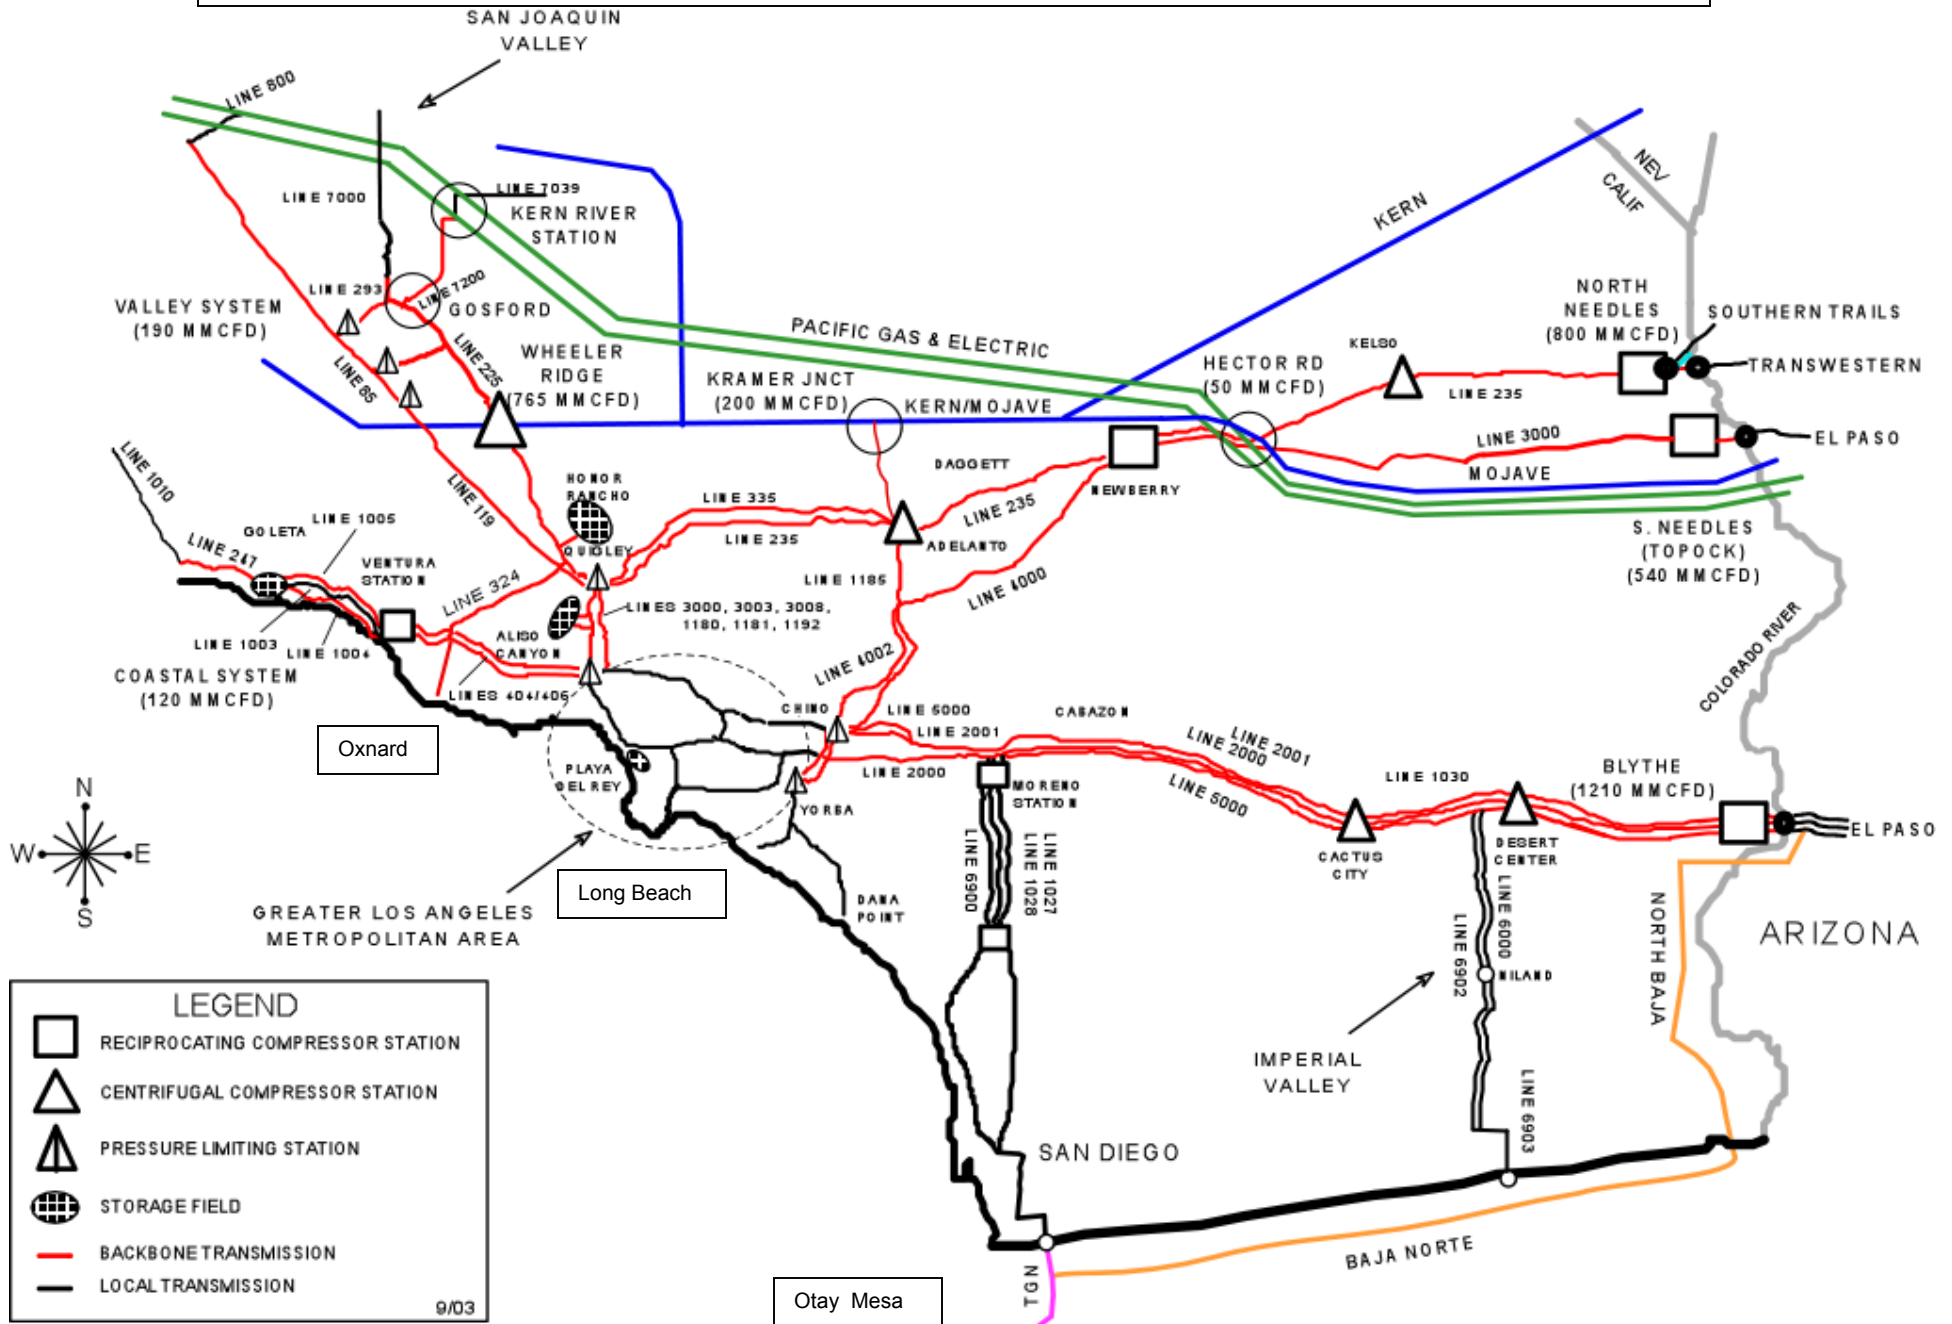 SAN JOAQUIN
VALLEY
LINE 800
LINE 7000
LINE 7039
KERN RIVER
STATION
LINE 293
LINE 7200
GOSFORD
VALLEY SYSTEM
(190 MMCFD)
LINE 85
LINE 225
WHEELER
RIDGE
(765 MMCFD)
PACIFIC GAS & ELECTRIC
KRAMER JNCT
(200 MMCFD)
KERN/MOJAVE
KERN
NEV
CALIF
HECTOR RD
(50 MMCFD)
KELSO
LINE 235
NORTH
NEEDLES
(800 MMCFD)
SOUTHERN TRAILS
TRANSWESTERN
LINE 3000
EL PASO
MOJAVE
S. NEEDLES
(TOPOCK)
(540 MMCFD)
COLORADO RIVER
DAGGETT
NEWBERRY
LINE 235
LINE 335
LINE 235
ADELANTO
LINE 1185
LINE 4000
LINE 4002
LINE 119
HONOR
RANCHO
QUIGLEY
LINE 1010
GOLETA
LINE 1005
LINE 247
VENTURA
STATION
LINE 324
LINES 3000, 3003, 3008,
1180, 1181, 1192
ALISO
CANYON
LINE 1003
LINE 1004
COASTAL SYSTEM
(120 MMCFD)
LINES 404/406
Oxnard
CHINO
LINE 5000
LINE 2001
LINE 2000
CABAZON
LINE 2001
LINE 2000
LINE 5000
PLAYA
DEL REY
YORBA
MORENO
STATION
LINE 1030
CACTUS
CITY
DESERT
CENTER
BLYTHE
(1210 MMCFD)
EL PASO
N
W
E
S
GREATER LOS ANGELES
METROPOLITAN AREA
Long Beach
DANA
POINT
LINE 6900
LINE 1028
LINE 1027
LINE 6902
LINE 6000
NILAND
NORTH BAJA
ARIZONA
IMPERIAL
VALLEY
LINE 6903
SAN DIEGO
BAJA NORTE
TGN
Otay Mesa
LEGEND
RECIPROCATING COMPRESSOR STATION
CENTRIFUGAL COMPRESSOR STATION
PRESSURE LIMITING STATION
STORAGE FIELD
BACKBONE TRANSMISSION
LOCAL TRANSMISSION
9/03